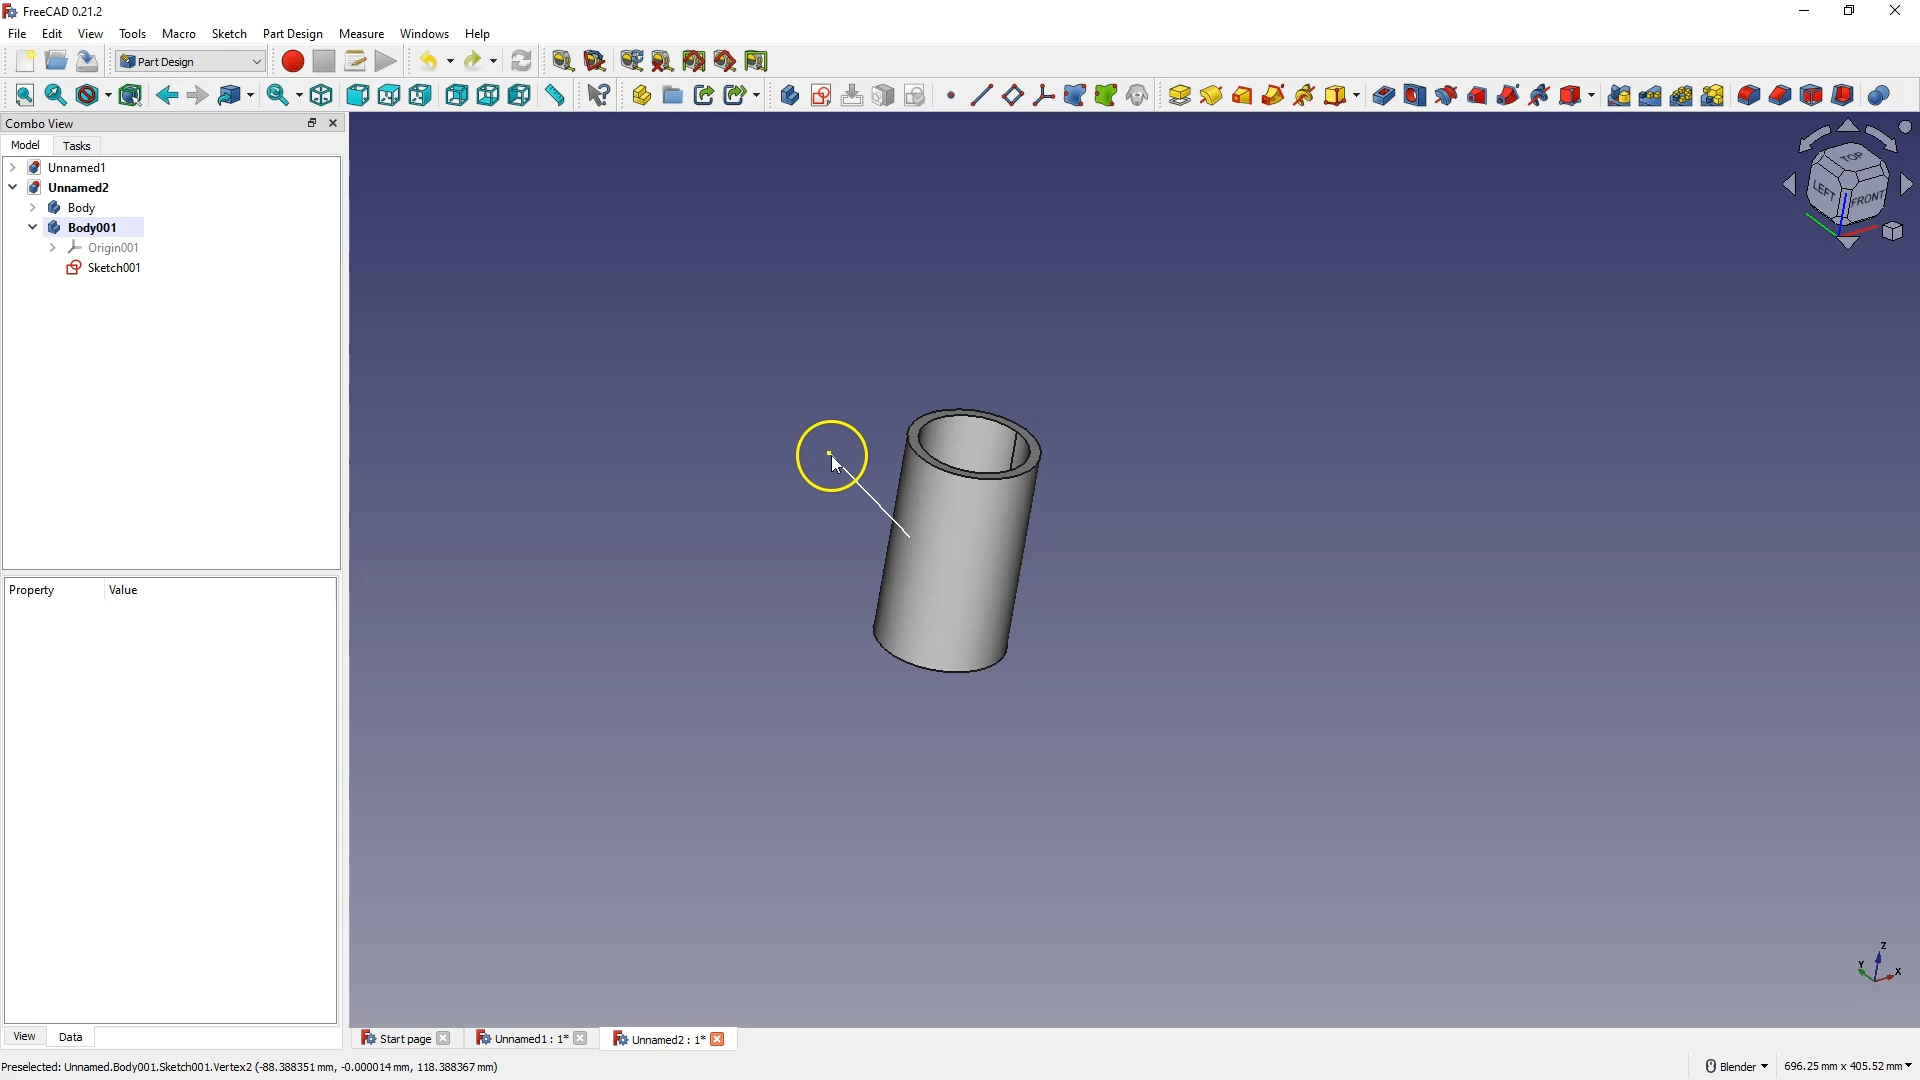 FreeCAD 0.21.2
File Edit View Tools Macro Sketch Part Design Measure Windows Help
Part Design
Combo View
Model Tasks
Unnamed1
Unnamed2
Body
Body001
Origin001
Sketch001
TOP
LEFT FRONT
Property Value
Z
Y X
View Data
Start page Unnamed1 : 1* Unnamed2 : 1*
Preselected: Unnamed.Body001.Sketch001.Vertex2 (-88.388351 mm, -0.000014 mm, 118.388367 mm)
Blender 696.25 mm x 405.52 mm